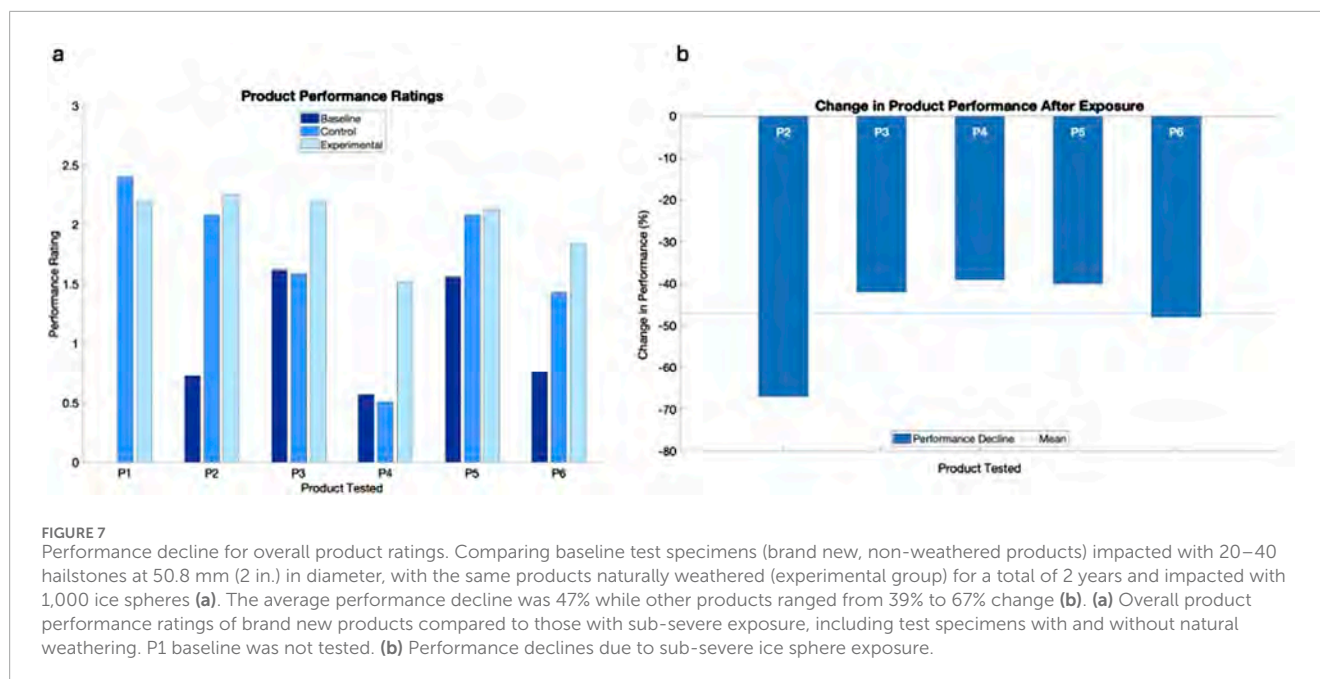 a
Product Performance Ratings
Baseline
Control
Experimental
3
2.5
2
1.5
1
0.5
0
Performance Rating
P1 P2 P3 P4 P5 P6
Product Tested
b
Change in Product Performance After Exposure
0
-10
-20
-30
-40
-50
-60
-70
-80
Change in Performance (%)
P2 P3 P4 P5 P6
Performance Decline Mean
Product Tested
FIGURE 7
Performance decline for overall product ratings. Comparing baseline test specimens (brand new, non-weathered products) impacted with 20–40
hailstones at 50.8 mm (2 in.) in diameter, with the same products naturally weathered (experimental group) for a total of 2 years and impacted with
1,000 ice spheres (a). The average performance decline was 47% while other products ranged from 39% to 67% change (b). (a) Overall product
performance ratings of brand new products compared to those with sub-severe exposure, including test specimens with and without natural
weathering. P1 baseline was not tested. (b) Performance declines due to sub-severe ice sphere exposure.